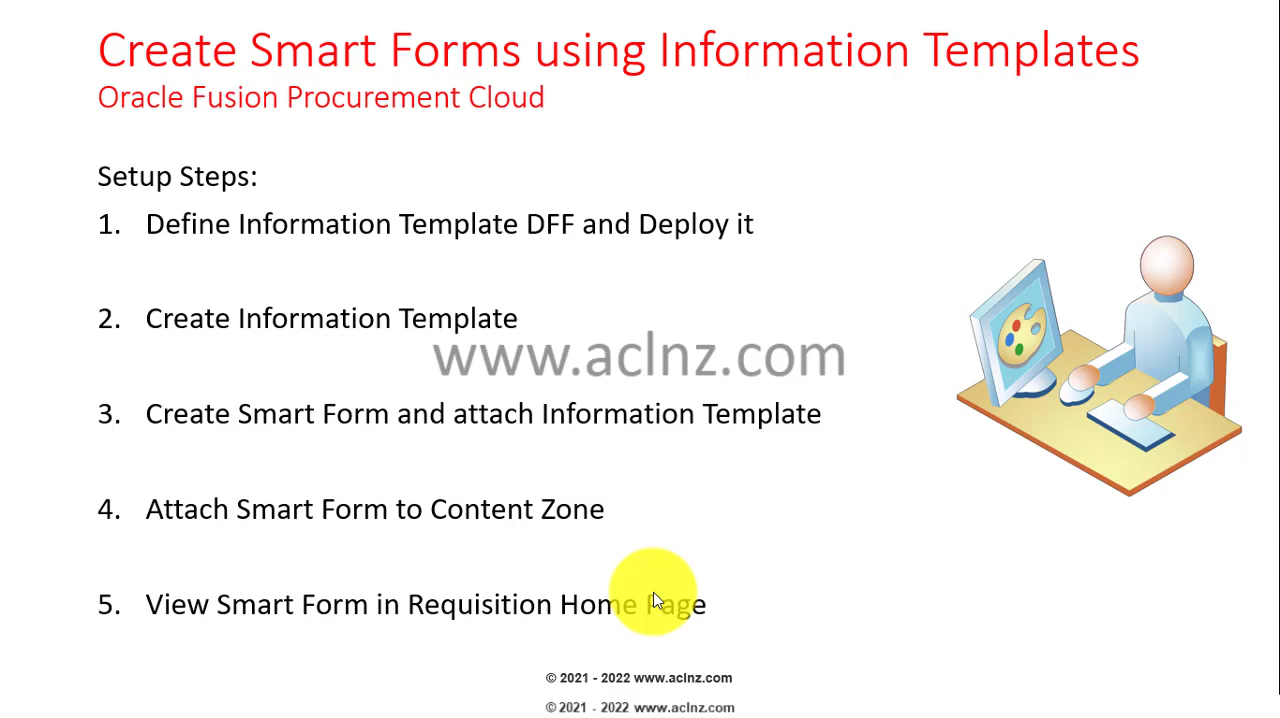 Create Smart Forms using Information Templates
Oracle Fusion Procurement Cloud
Setup Steps:
1. Define Information Template DFF and Deploy it
2. Create Information Template
www.aclnz.com
3. Create Smart Form and attach Information Template
4. Attach Smart Form to Content Zone
5. View Smart Form in Requisition Home Page
© 2021 - 2022 www.aclnz.com
© 2021 - 2022 www.aclnz.com